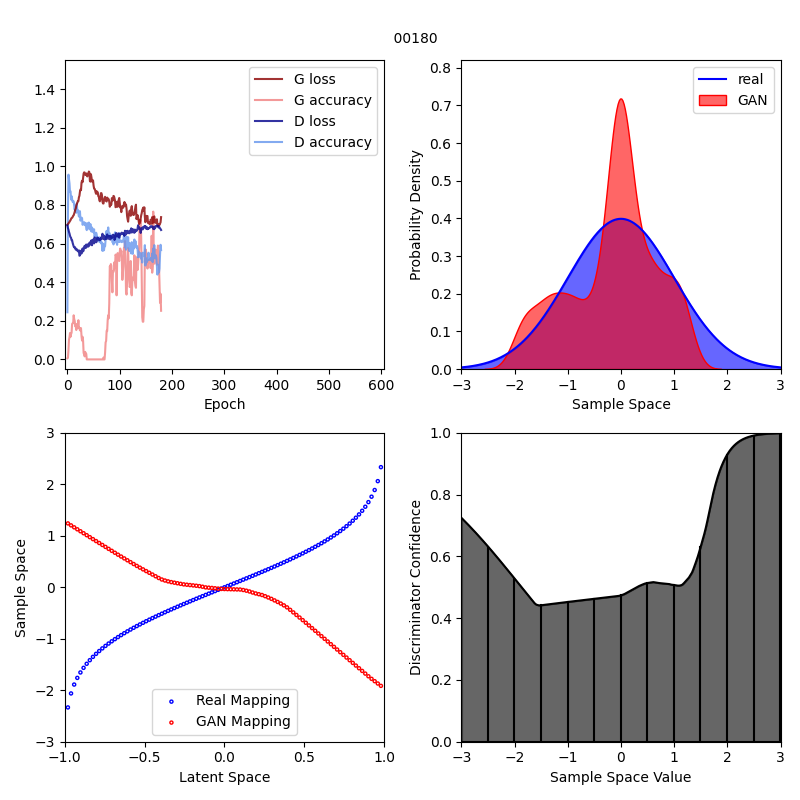 00180
G loss
G accuracy
D loss
D accuracy
0.0
0.2
0.4
0.6
0.8
1.0
1.2
1.4
0 100 200 300 400 500 600
Epoch
real
GAN
Probability Density
0.0
0.1
0.2
0.3
0.4
0.5
0.6
0.7
0.8
−3 −2 −1 0 1 2 3
Sample Space
Sample Space
3
2
1
0
−1
−2
−3
Real Mapping
GAN Mapping
−1.0 −0.5 0.0 0.5 1.0
Latent Space
Discriminator Confidence
1.0
0.8
0.6
0.4
0.2
0.0
−3 −2 −1 0 1 2 3
Sample Space Value